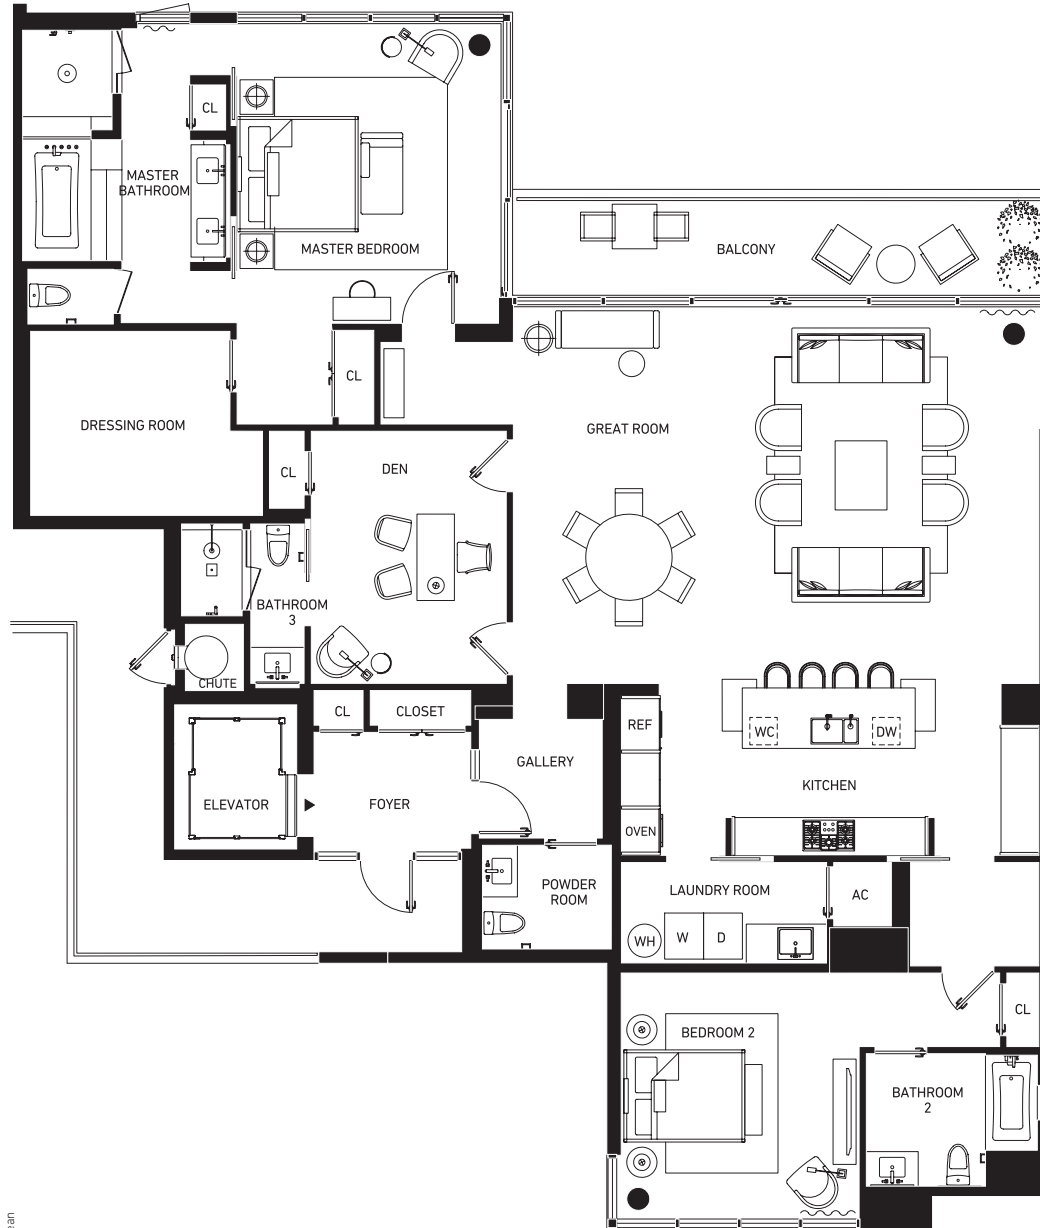 CL
MASTER
BATHROOM
MASTER BEDROOM
BALCONY
CL
DRESSING ROOM
GREAT ROOM
CL
DEN
BATHROOM
3
CHUTE
CL
CLOSET
REF
WC
DW
GALLERY
KITCHEN
ELEVATOR
FOYER
OVEN
POWDER
ROOM
LAUNDRY ROOM
AC
WH
W
D
CL
BEDROOM 2
BATHROOM
2